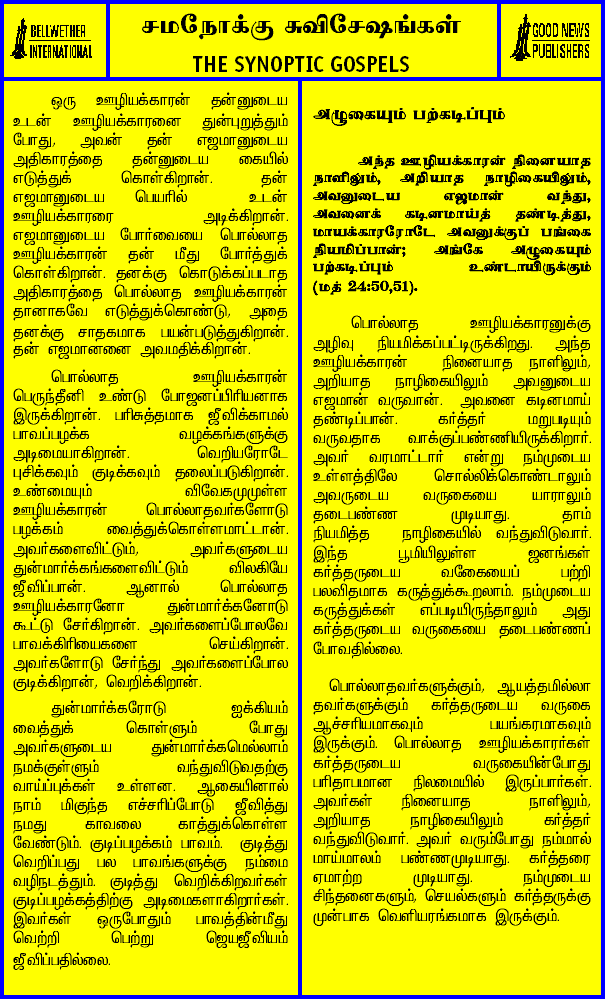 BELLWETHER
INTERNATIONAL
சமநோக்கு சுவிசேஷங்கள்
THE SYNOPTIC GOSPELS
GOOD NEWS
PUBLISHERS
ஒரு ஊழியக்காரன் தன்னுடைய
உடன் ஊழியக்காரனை துன்புறுத்தும்
போது, அவன் தன் எஜமானுடைய
அதிகாரத்தை தன்னுடைய கையில்
எடுத்துக் கொள்கிறான். தன்
எஜமானுடைய பெயரில் உடன்
ஊழியக்காரரை அடிக்கிறான்.
எஜமானுடைய போர்வையை பொல்லாத
ஊழியக்காரன் தன் மீது போர்த்துக்
கொள்கிறான். தனக்கு கொடுக்கப்படாத
அதிகாரத்தை பொல்லாத ஊழியக்காரன்
தானாகவே எடுத்துக்கொண்டு, அதை
தனக்கு சாதகமாக பயன்படுத்துகிறான்.
தன் எஜமானனை அவமதிக்கிறான்.
பொல்லாத ஊழியக்காரன்
பெருந்தீனி உண்டு போஜனப்பிரியனாக
இருக்கிறான். பரிசுத்தமாக ஜீவிக்காமல்
பாவப்பழக்க வழக்கங்களுக்கு
அடிமையாகிறான். வெறியரோடே
புசிக்கவும் குடிக்கவும் தலைப்படுகிறான்.
உண்மையும் விவேகமுமுள்ள
ஊழியக்காரன் பொல்லாதவர்களோடு
பழக்கம் வைத்துக்கொள்ளமாட்டான்.
அவர்களைவிட்டும், அவர்களுடைய
துன்மார்க்கங்களைவிட்டும் விலகியே
ஜீவிப்பான். ஆனால் பொல்லாத
ஊழியக்காரனோ துன்மார்க்கனோடு
கூட்டு சேர்கிறான். அவர்களைப்போலவே
பாவக்கிரியைகளை செய்கிறான்.
அவர்களோடு சேர்ந்து அவர்களைப்போல
குடிக்கிறான், வெறிக்கிறான்.
துன்மார்க்கரோடு ஐக்கியம்
வைத்துக் கொள்ளும் போது
அவர்களுடைய துன்மார்க்கமெல்லாம்
நமக்குள்ளும் வந்துவிடுவதற்கு
வாய்ப்புக்கள் உள்ளன. ஆகையினால்
நாம் மிகுந்த எச்சரிப்போடு ஜீவித்து
நமது காவலை காத்துக்கொள்ள
வேண்டும். குடிப்பழக்கம் பாவம். குடித்து
வெறிப்பது பல பாவங்களுக்கு நம்மை
வழிநடத்தும். குடித்து வெறிக்கிறவர்கள்
குடிப்பழக்கத்திற்கு அடிமைகளாகிறார்கள்.
இவர்கள் ஒருபோதும் பாவத்தின்மீது
வெற்றி பெற்று ஜெயஜீவியம்
ஜீவிப்பதில்லை.
அழுகையும் பற்கடிப்பும்
அந்த ஊழியக்காரன் நினையாத
நாளிலும், அறியாத நாழிகையிலும்,
அவனுடைய எஜமான் வந்து,
அவனைக் கடினமாய்த் தண்டித்து,
மாயக்காரரோடே அவனுக்குப் பங்கை
நியமிப்பான்; அங்கே அழுகையும்
பற்கடிப்பும் உண்டாயிருக்கும்
(மத் 24:50,51).
பொல்லாத ஊழியக்காரனுக்கு
அழிவு நியமிக்கப்பட்டிருக்கிறது. அந்த
ஊழியக்காரன் நினையாத நாளிலும்,
அறியாத நாழிகையிலும் அவனுடைய
எஜமான் வருவான். அவனை கடினமாய்
தண்டிப்பான். கர்த்தர் மறுபடியும்
வருவதாக வாக்குப்பண்ணியிருக்கிறார்.
அவர் வரமாட்டார் என்று நம்முடைய
உள்ளத்திலே சொல்லிக்கொண்டாலும்
அவருடைய வருகையை யாராலும்
தடைபண்ண முடியாது. தாம்
நியமித்த நாழிகையில் வந்துவிடுவார்.
இந்த பூமியிலுள்ள ஜனங்கள்
கர்த்தருடைய வகையைப் பற்றி
பலவிதமாக கருத்துக்கூறலாம். நம்முடைய
கருத்துக்கள் எப்படியிருந்தாலும் அது
கர்த்தருடைய வருகையை தடைபண்ணப்
போவதில்லை.
பொல்லாதவர்களுக்கும், ஆயத்தமில்லா
தவர்களுக்கும் கர்த்தருடைய வருகை
ஆச்சரியமாகவும் பயங்கரமாகவும்
இருக்கும். பொல்லாத ஊழியக்காரர்கள்
கர்த்தருடைய வருகையின்போது
பரிதாபமான நிலமையில் இருப்பார்கள்.
அவர்கள் நினையாத நாளிலும்,
அறியாத நாழிகையிலும் கர்த்தர்
வந்துவிடுவார். அவர் வரும்போது நம்மால்
மாய்மாலம் பண்ணமுடியாது. கர்த்தரை
ஏமாற்ற முடியாது. நம்முடைய
சிந்தனைகளும், செயல்களும் கர்த்தருக்கு
முன்பாக வெளியரங்கமாக இருக்கும்.